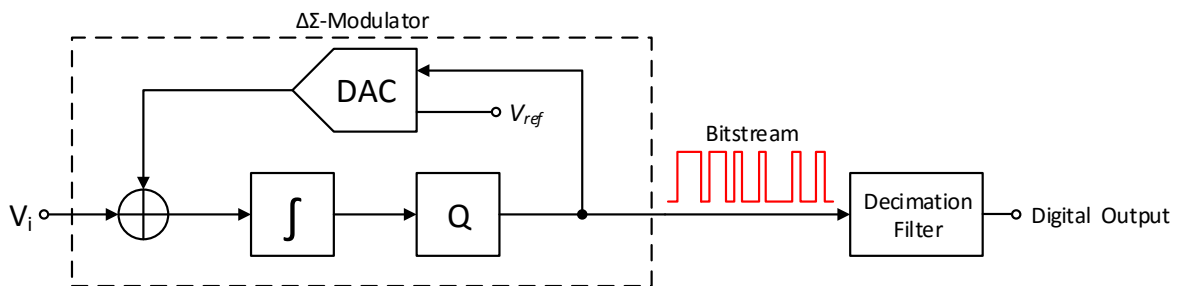 ΔΣ-Modulator
DAC
Vref
Bitstream
Vi
∫
Q
Decimation
Filter
Digital Output